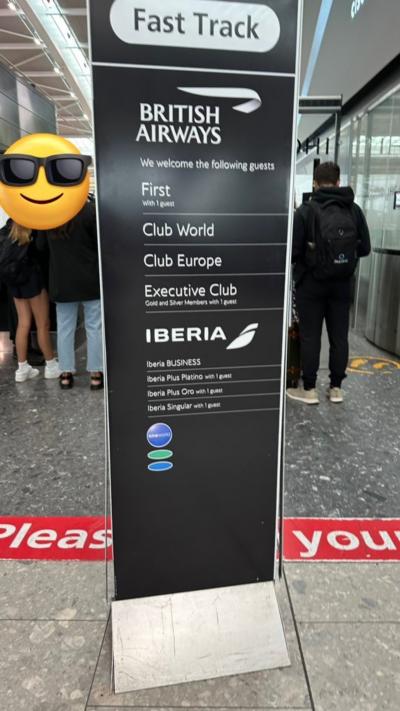 Fast Track
BRITISH
AIRWAYS
We welcome the following guests
First
With 1 guest
Club World
Club Europe
Executive Club
Gold and Silver Members with 1 guest
IBERIA
Iberia BUSINESS
Iberia Plus Platino with 1 guest
Iberia Plus Oro with 1 guest
Iberia Singular with 1 guest
oneworld
Pleas
your